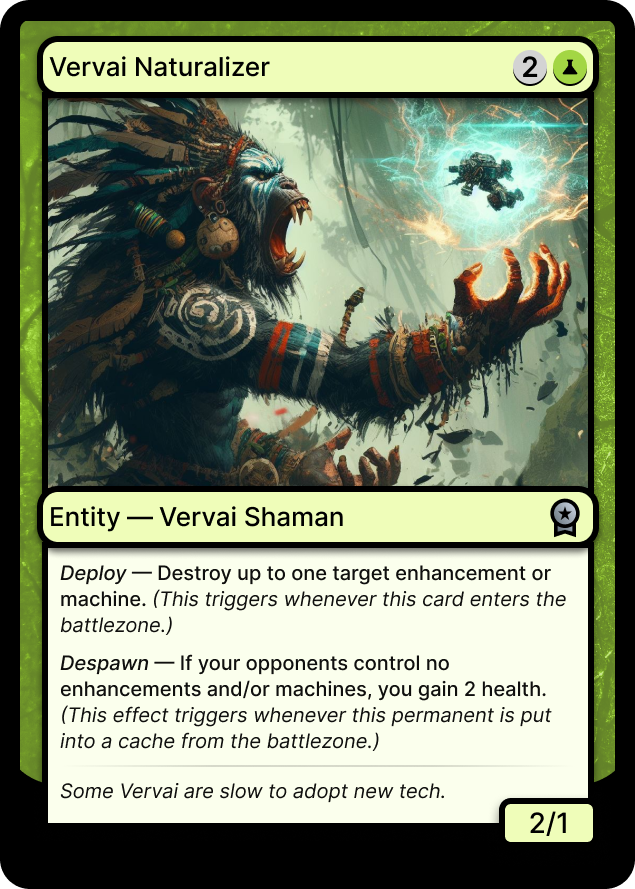 Vervai Naturalizer 2
Entity — Vervai Shaman
Deploy — Destroy up to one target enhancement or
machine. (This triggers whenever this card enters the
battlezone.)
Despawn — If your opponents control no
enhancements and/or machines, you gain 2 health.
(This effect triggers whenever this permanent is put
into a cache from the battlezone.)
Some Vervai are slow to adopt new tech.
2/1